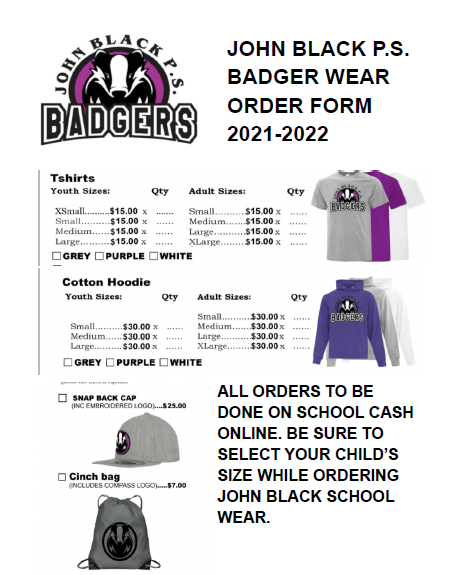 JOHN BLACK P.S.
BADGERS
JOHN BLACK P.S.
BADGER WEAR
ORDER FORM
2021-2022
Tshirts
Youth Sizes: Qty Adult Sizes: Qty
XSmall..........$15.00 x ...... Small..........$15.00 x ......
Small...........$15.00 x ...... Medium.......$15.00 x ......
Medium.......$15.00 x ...... Large...........$15.00 x ......
Large...........$15.00 x ...... XLarge.........$15.00 x ......
GREY PURPLE WHITE
JOHN BLACK P.S.
BADGERS
Cotton Hoodie
Youth Sizes: Qty Adult Sizes: Qty
Small..........$30.00 x ......
Small..........$30.00 x ...... Medium.......$30.00 x ......
Medium.......$30.00 x ...... Large...........$30.00 x ......
Large...........$30.00 x ...... XLarge.........$30.00 x ......
GREY PURPLE WHITE
BADGERS
SNAP BACK CAP
(INC EMBROIDERED LOGO)....$25.00
Cinch bag
(INCLUDES COMPASS LOGO).....$7.00
ALL ORDERS TO BE
DONE ON SCHOOL CASH
ONLINE. BE SURE TO
SELECT YOUR CHILD'S
SIZE WHILE ORDERING
JOHN BLACK SCHOOL
WEAR.